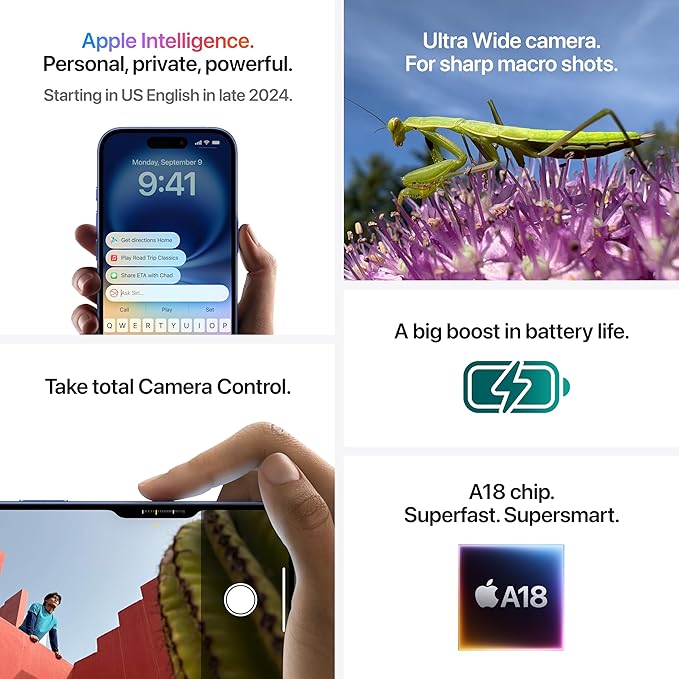 Apple Intelligence.
Personal, private, powerful.
Starting in US English in late 2024.
Monday, September 9
9:41
Get directions Home
Play Road Trip Classics
Share ETA with Chad
Ask Siri...
Call Play Set
Q W E R T Y U I O P
Ultra Wide camera.
For sharp macro shots.
A big boost in battery life.
Take total Camera Control.
A18 chip.
Superfast. Supersmart.
A18